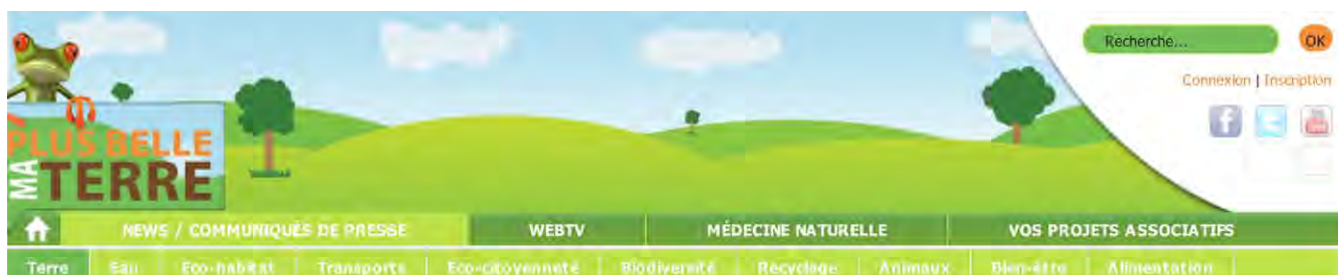 Recherche...
OK
Connexion | Inscription
PLUS BELLE
MA TERRE
NEWS / COMMUNIQUÉS DE PRESSE
WEBTV
MÉDECINE NATURELLE
VOS PROJETS ASSOCIATIFS
Terre
Eau
Eco-habitat
Transports
Eco-citoyenneté
Biodiversité
Recyclage
Animaux
Bien-être
Alimentation